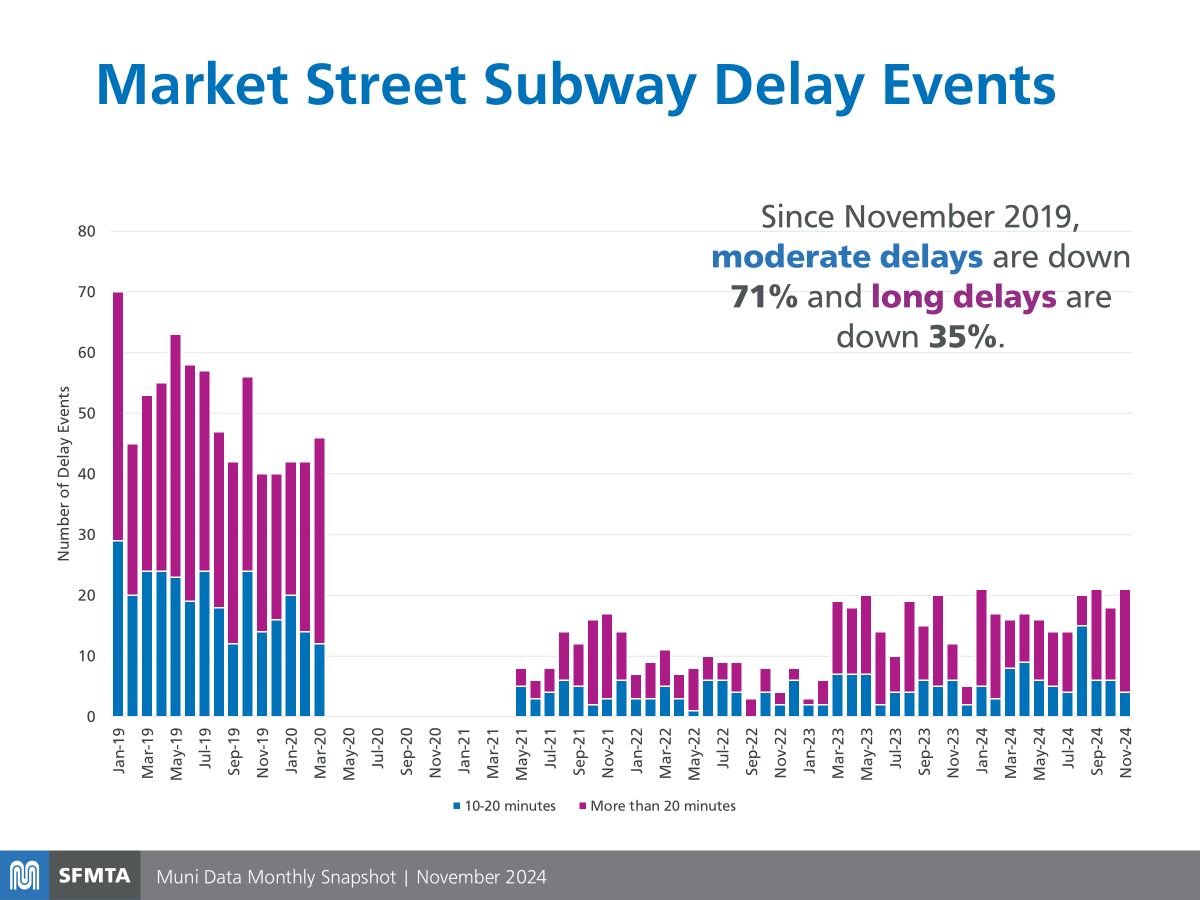 Market Street Subway Delay Events
Since November 2019,
moderate delays are down
71% and long delays are
down 35%.
Number of Delay Events
80
70
60
50
40
30
20
10
0
Jan-19
Mar-19
May-19
Jul-19
Sep-19
Nov-19
Jan-20
Mar-20
May-20
Jul-20
Sep-20
Nov-20
Jan-21
Mar-21
May-21
Jul-21
Sep-21
Nov-21
Jan-22
Mar-22
May-22
Jul-22
Sep-22
Nov-22
Jan-23
Mar-23
May-23
Jul-23
Sep-23
Nov-23
Jan-24
Mar-24
May-24
Jul-24
Sep-24
Nov-24
10-20 minutes
More than 20 minutes
SFMTA
Muni Data Monthly Snapshot | November 2024